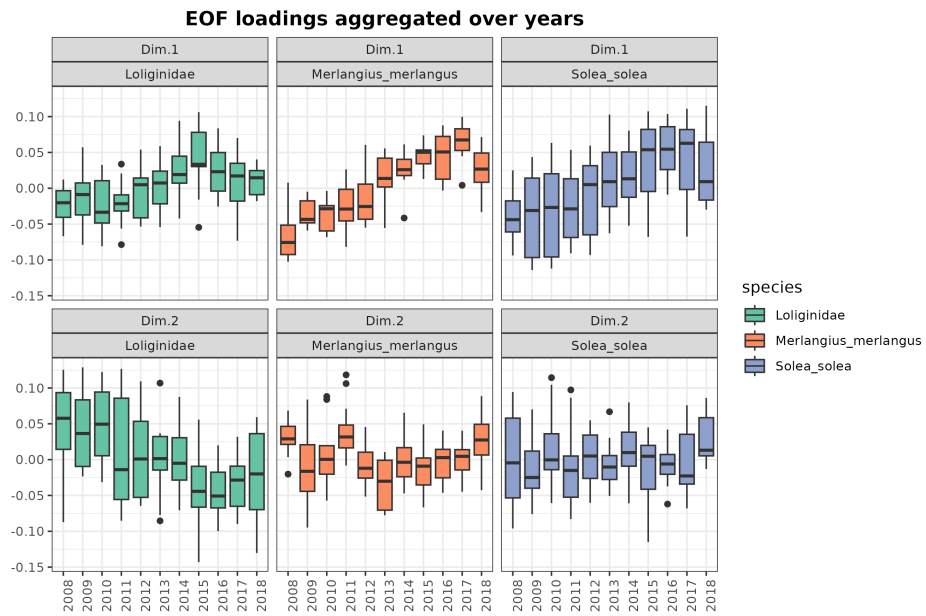 EOF loadings aggregated over years
Dim.1 Dim.1 Dim.1
Loliginidae Merlangius_merlangus Solea_solea
0.10
0.05
0.00
-0.05
-0.10
-0.15
Dim.2 Dim.2 Dim.2
Loliginidae Merlangius_merlangus Solea_solea
0.10
0.05
0.00
-0.05
-0.10
-0.15
2008 2009 2010 2011 2012 2013 2014 2015 2016 2017 2018 2008 2009 2010 2011 2012 2013 2014 2015 2016 2017 2018 2008 2009 2010 2011 2012 2013 2014 2015 2016 2017 2018
species
Loliginidae
Merlangius_merlangus
Solea_solea